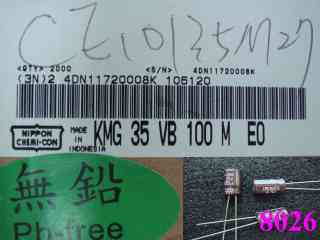 CE10135M27
<QTY> 2000 <S/N> 4DN11720008K
(3N)2 4DN11720008K 105120
NIPPON CHEMI-CON
MADE IN INDONESIA
KMG 35 VB 100 M E0
無鉛
Pb-free
8026